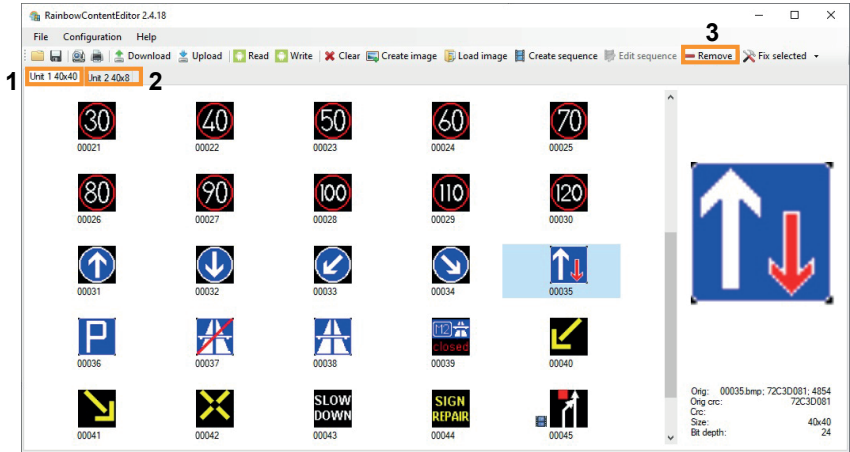 RainbowContentEditor 2.4.18
File Configuration Help
3
Download Upload Read Write Clear Create image Load image Create sequence Edit sequence Remove Fix selected
1 Unit 1 40x40 Unit 2 40x8 2
30 40 50 60 70
00021 00022 00023 00024 00025
80 90 100 110 120
00026 00027 00028 00029 00030
00031 00032 00033 00034 00035
P M2
closed
00036 00037 00038 00039 00040
SLOW SIGN
DOWN REPAIR
00041 00042 00043 00044 00045
Orig: 00035.bmp; 72C3D081; 4854
Orig crc: 72C3D081
Crc:
Size: 40x40
Bit depth: 24